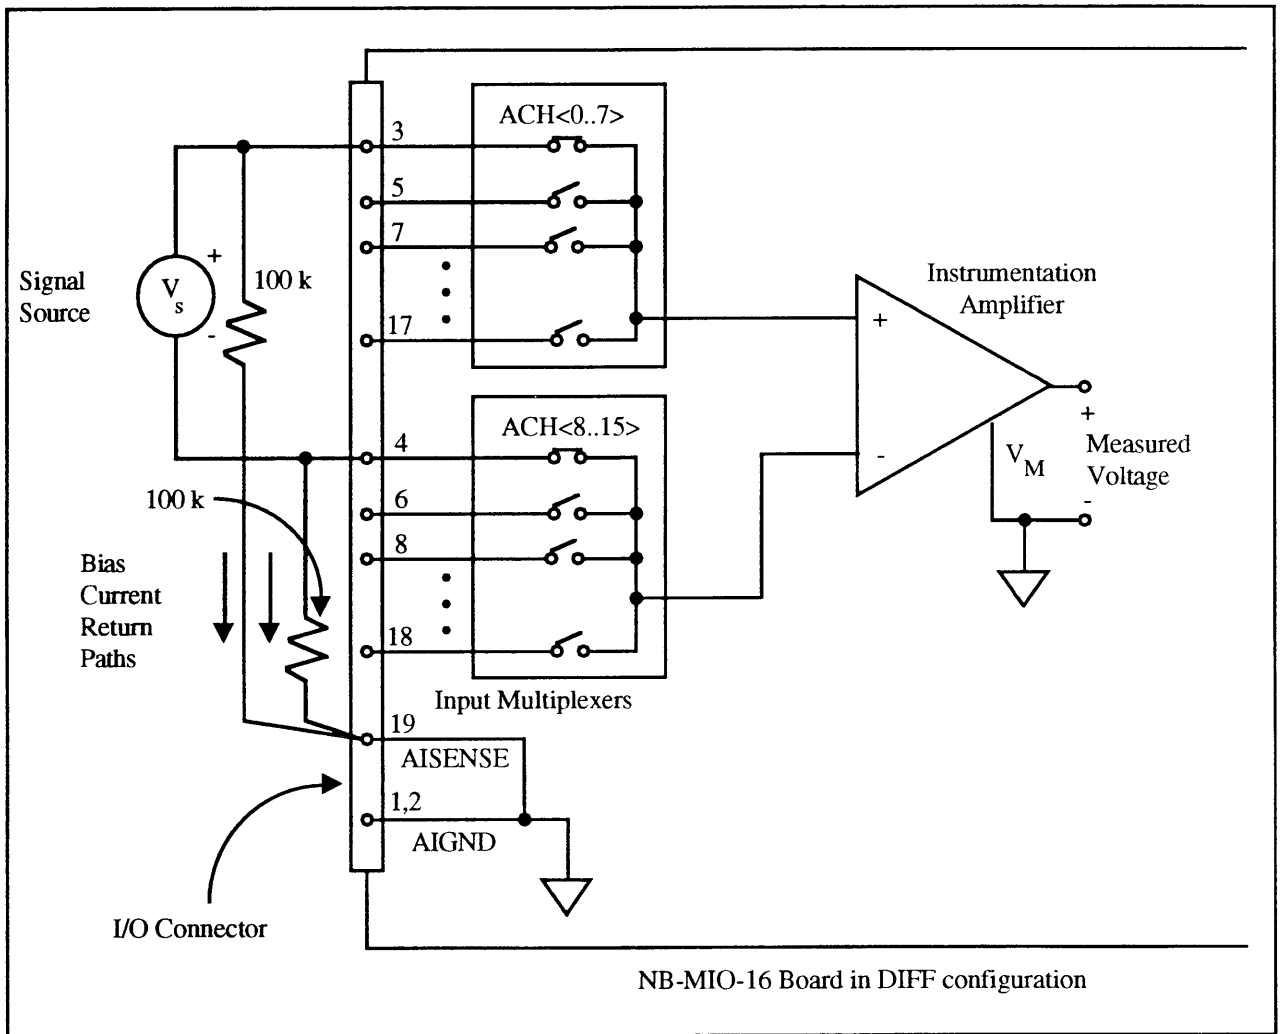 ACH<0..7>
3
5
7
17
Signal
Source
V
s
+
-
100 k
Instrumentation
Amplifier
+
-
+
V
M
Measured
Voltage
-
ACH<8..15>
4
6
8
18
100 k
Bias
Current
Return
Paths
Input Multiplexers
19
AISENSE
1,2
AIGND
I/O Connector
NB-MIO-16 Board in DIFF configuration